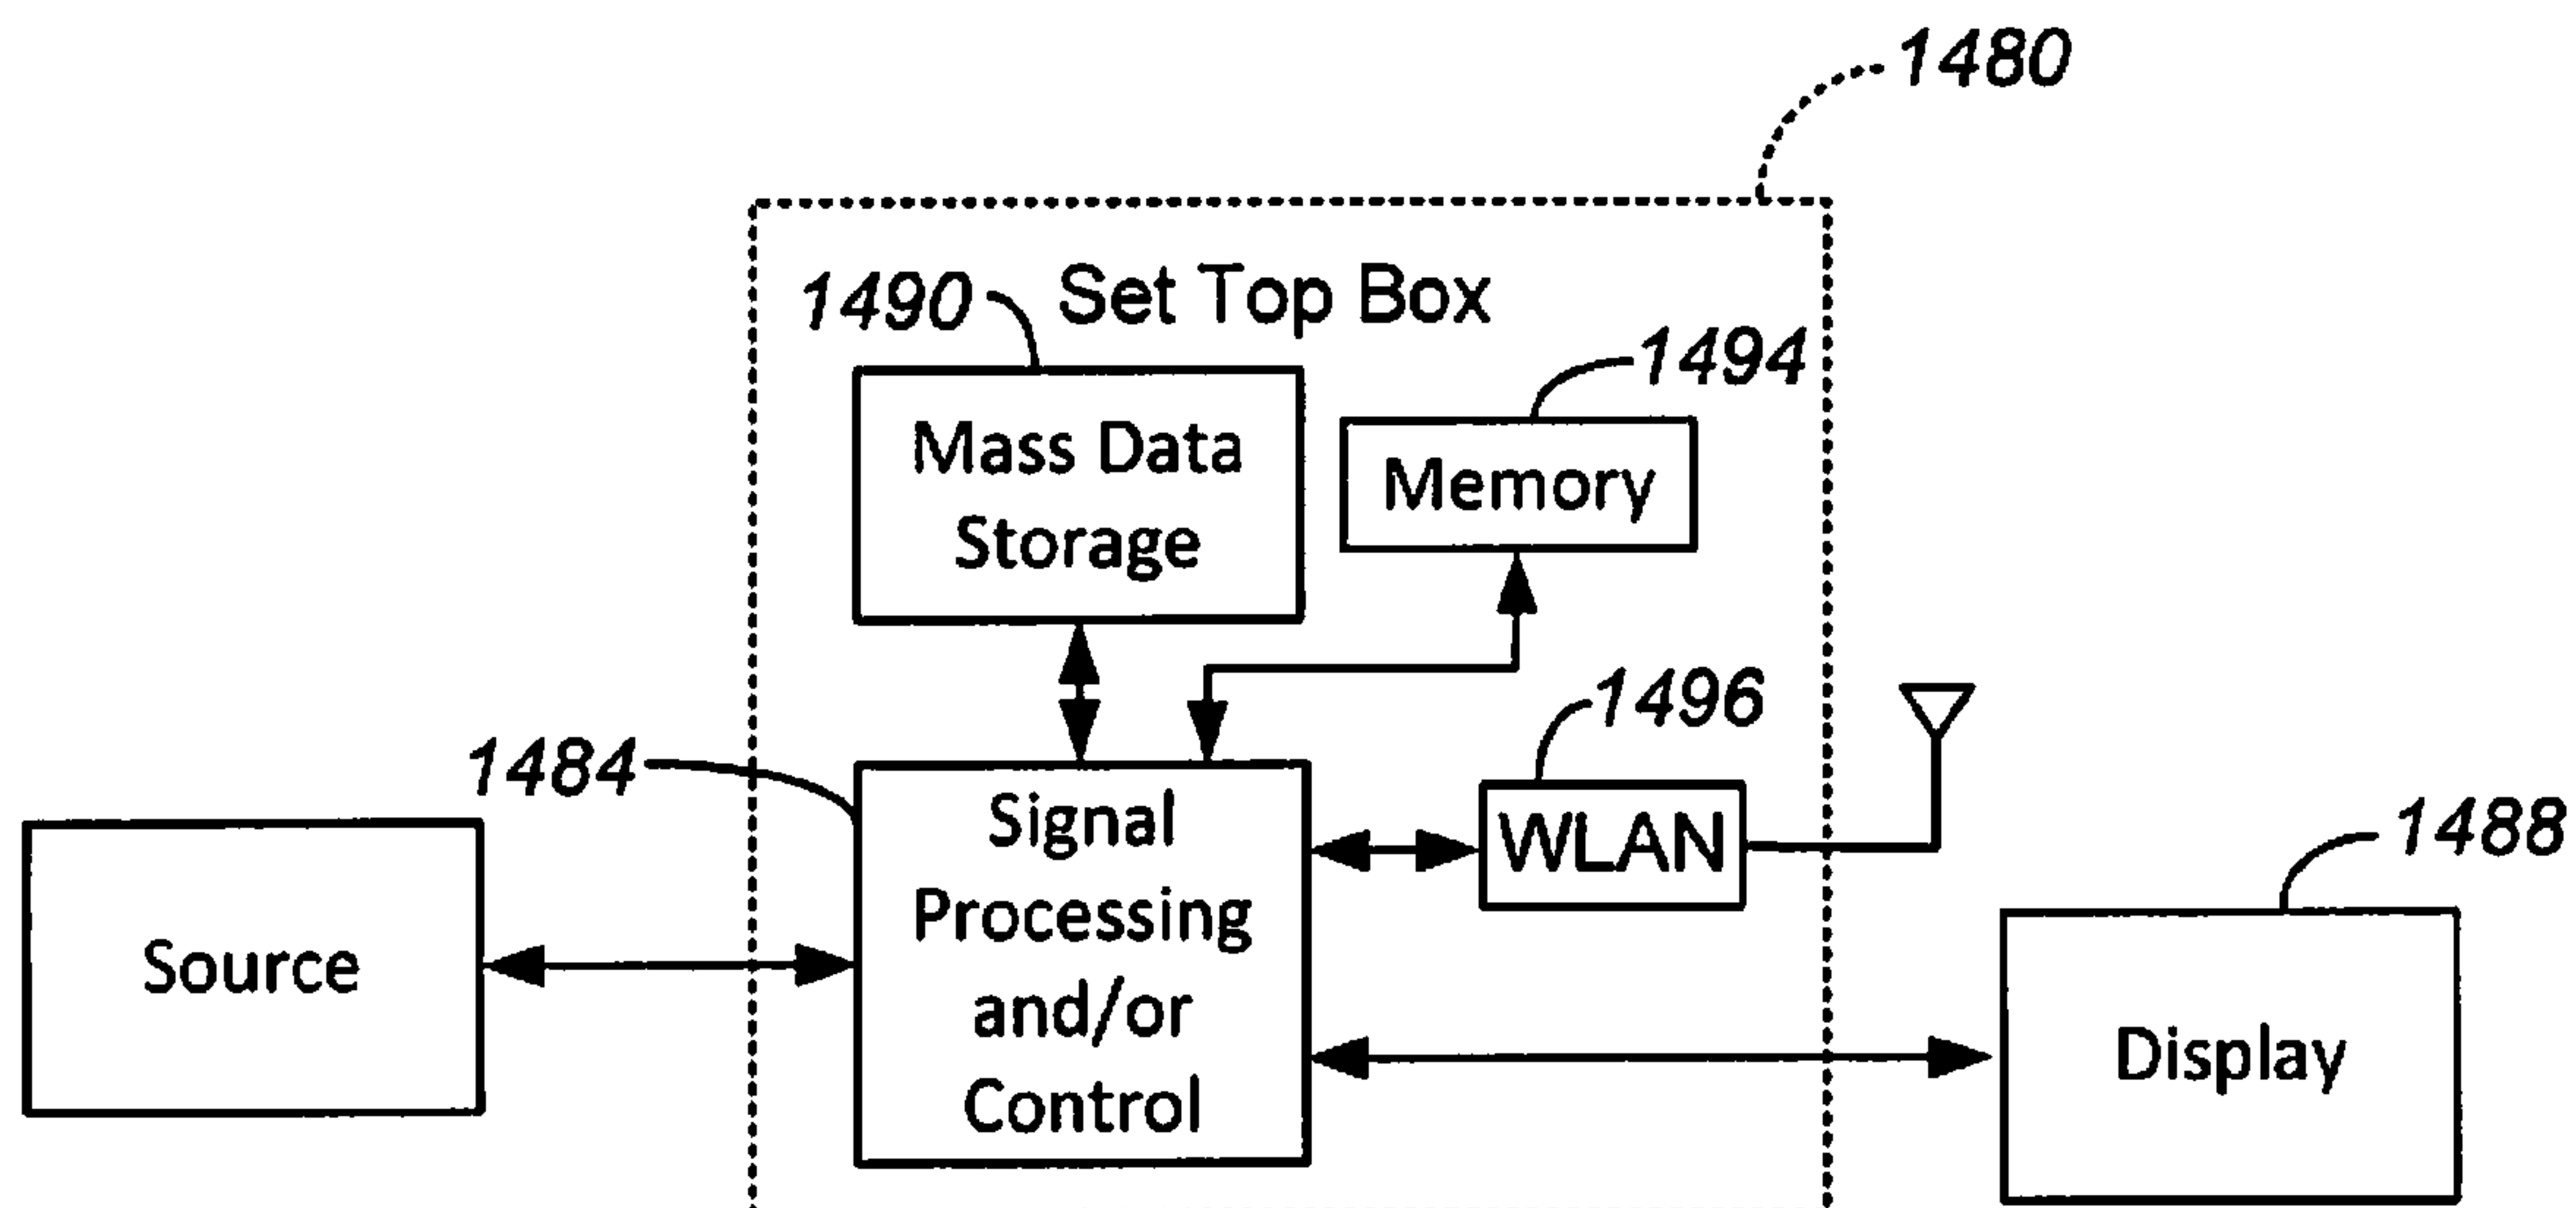 1480
Set Top Box
1490
1494
Mass Data
Storage
Memory
1496
1484
Signal
Processing
and/or
Control
WLAN
1488
Source
Display